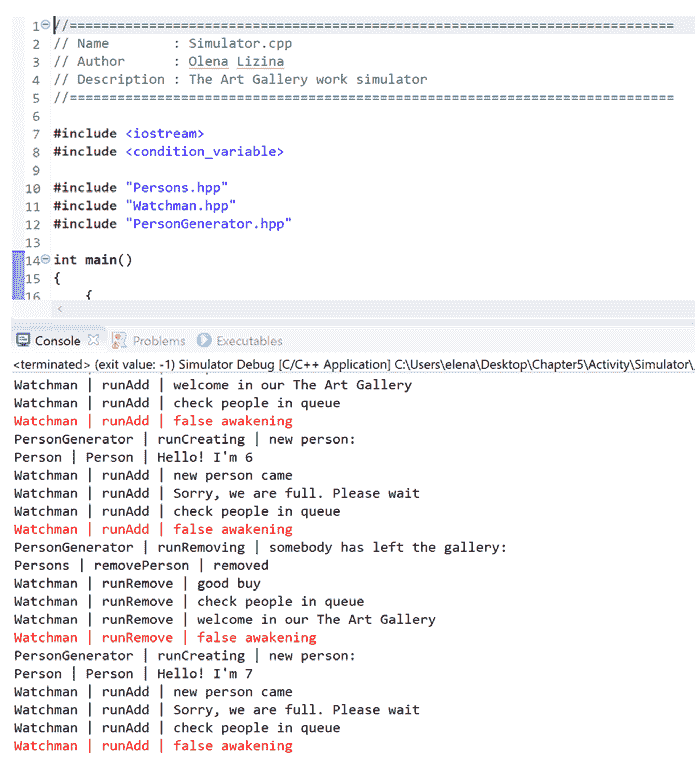 1 //=========================================================================
2 // Name        : Simulator.cpp
3 // Author      : Olena Lizina
4 // Description : The Art Gallery work simulator
5 //=========================================================================
6
7 #include <iostream>
8 #include <condition_variable>
9
10 #include "Persons.hpp"
11 #include "Watchman.hpp"
12 #include "PersonGenerator.hpp"
13
14 int main()
15 {
16     {
Console Problems Executables
<terminated> (exit value: -1) Simulator Debug [C/C++ Application] C:\Users\elena\Desktop\Chapter5\Activity\Simulator\
Watchman | runAdd | welcome in our The Art Gallery
Watchman | runAdd | check people in queue
Watchman | runAdd | false awakening
PersonGenerator | runCreating | new person:
Person | Person | Hello! I'm 6
Watchman | runAdd | new person came
Watchman | runAdd | Sorry, we are full. Please wait
Watchman | runAdd | check people in queue
Watchman | runAdd | false awakening
PersonGenerator | runRemoving | somebody has left the gallery:
Persons | removePerson | removed
Watchman | runRemove | good buy
Watchman | runRemove | check people in queue
Watchman | runRemove | welcome in our The Art Gallery
Watchman | runRemove | false awakening
PersonGenerator | runCreating | new person:
Person | Person | Hello! I'm 7
Watchman | runAdd | new person came
Watchman | runAdd | Sorry, we are full. Please wait
Watchman | runAdd | check people in queue
Watchman | runAdd | false awakening